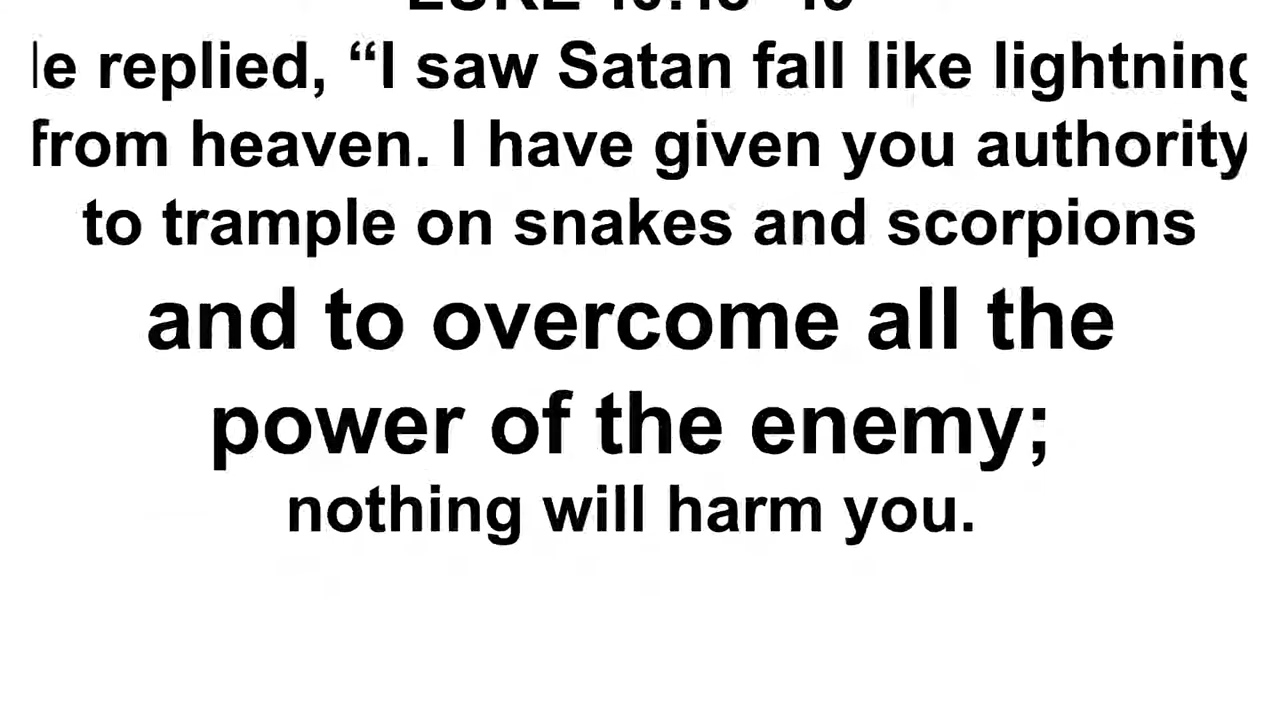 le replied, “I saw Satan fall like lightning
from heaven. I have given you authority
to trample on snakes and scorpions
and to overcome all the
power of the enemy;
nothing will harm you.